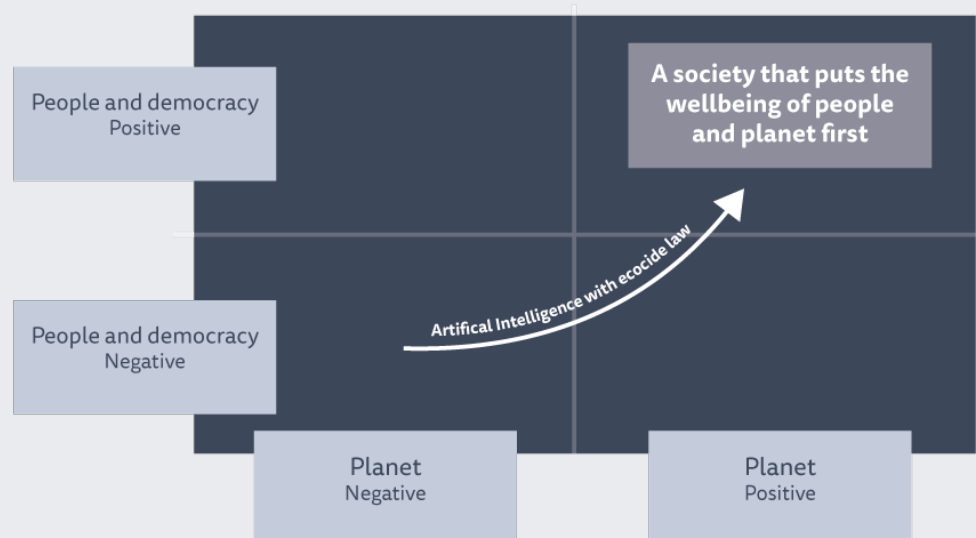 A society that puts the
wellbeing of people
and planet first
People and democracy
Positive
Artifical Intelligence with ecocide law
People and democracy
Negative
Planet
Negative
Planet
Positive